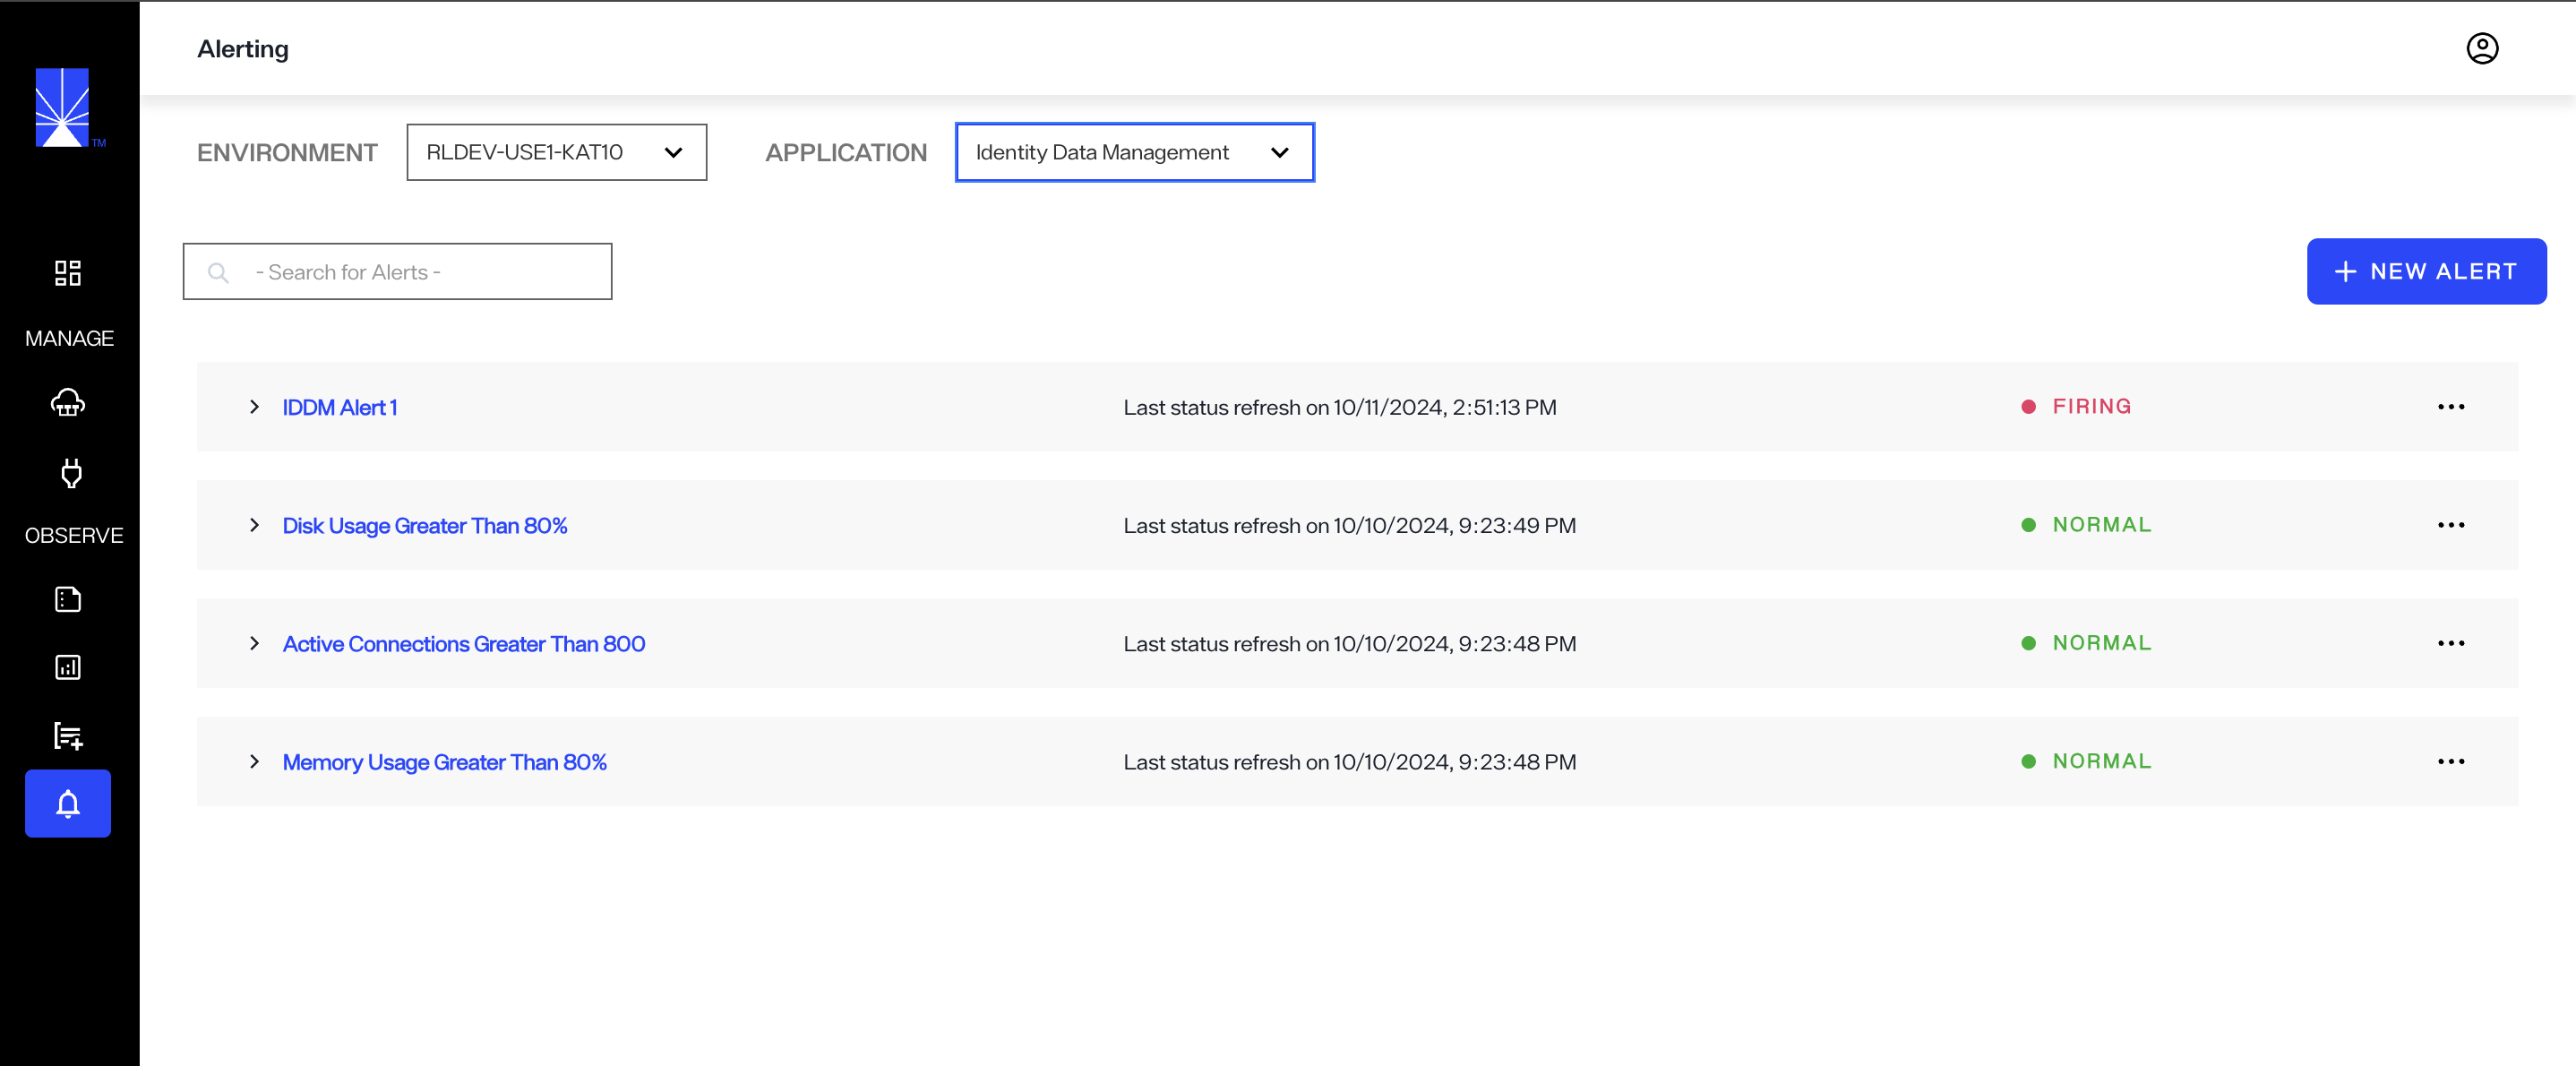 Alerting
TM
ENVIRONMENT RLDEV-USE1-KAT10 APPLICATION Identity Data Management
- Search for Alerts -
+ NEW ALERT
MANAGE
OBSERVE
IDDM Alert 1 Last status refresh on 10/11/2024, 2:51:13 PM FIRING
Disk Usage Greater Than 80% Last status refresh on 10/10/2024, 9:23:49 PM NORMAL
Active Connections Greater Than 800 Last status refresh on 10/10/2024, 9:23:48 PM NORMAL
Memory Usage Greater Than 80% Last status refresh on 10/10/2024, 9:23:48 PM NORMAL